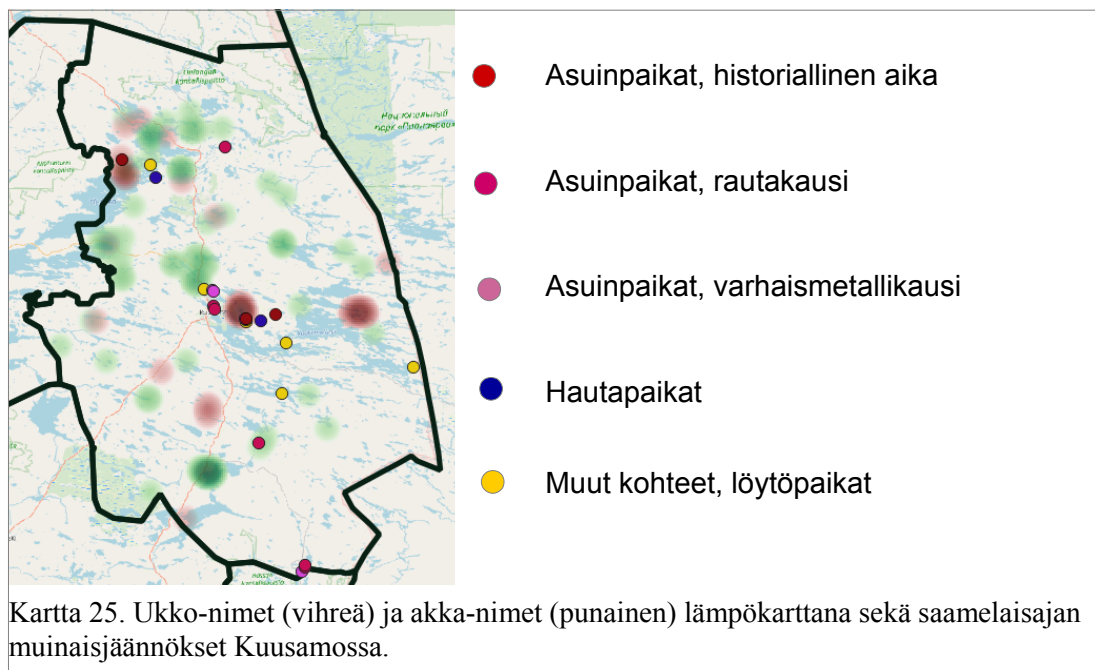 Asuinpaikat, historiallinen aika
Asuinpaikat, rautakausi
Asuinpaikat, varhaismetallikausi
Hautapaikat
Muut kohteet, löytöpaikat
Kartta 25. Ukko-nimet (vihreä) ja akka-nimet (punainen) lämpökarttana sekä saamelaisajan
muinaisjäännökset Kuusamossa.